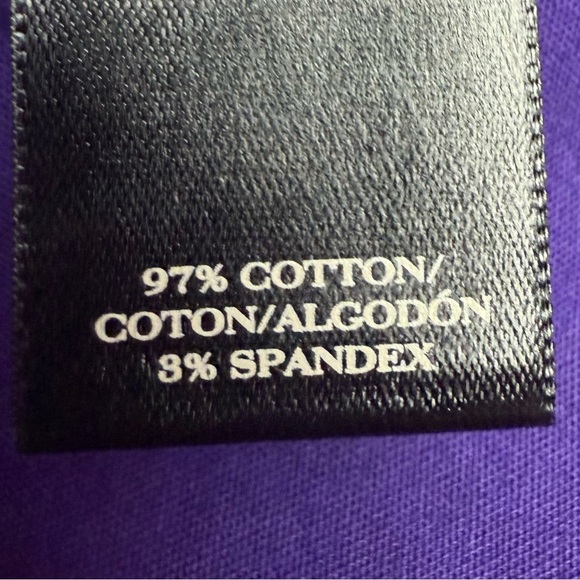 97% COTTON/
COTON/ALGODÓN
3% SPANDEX